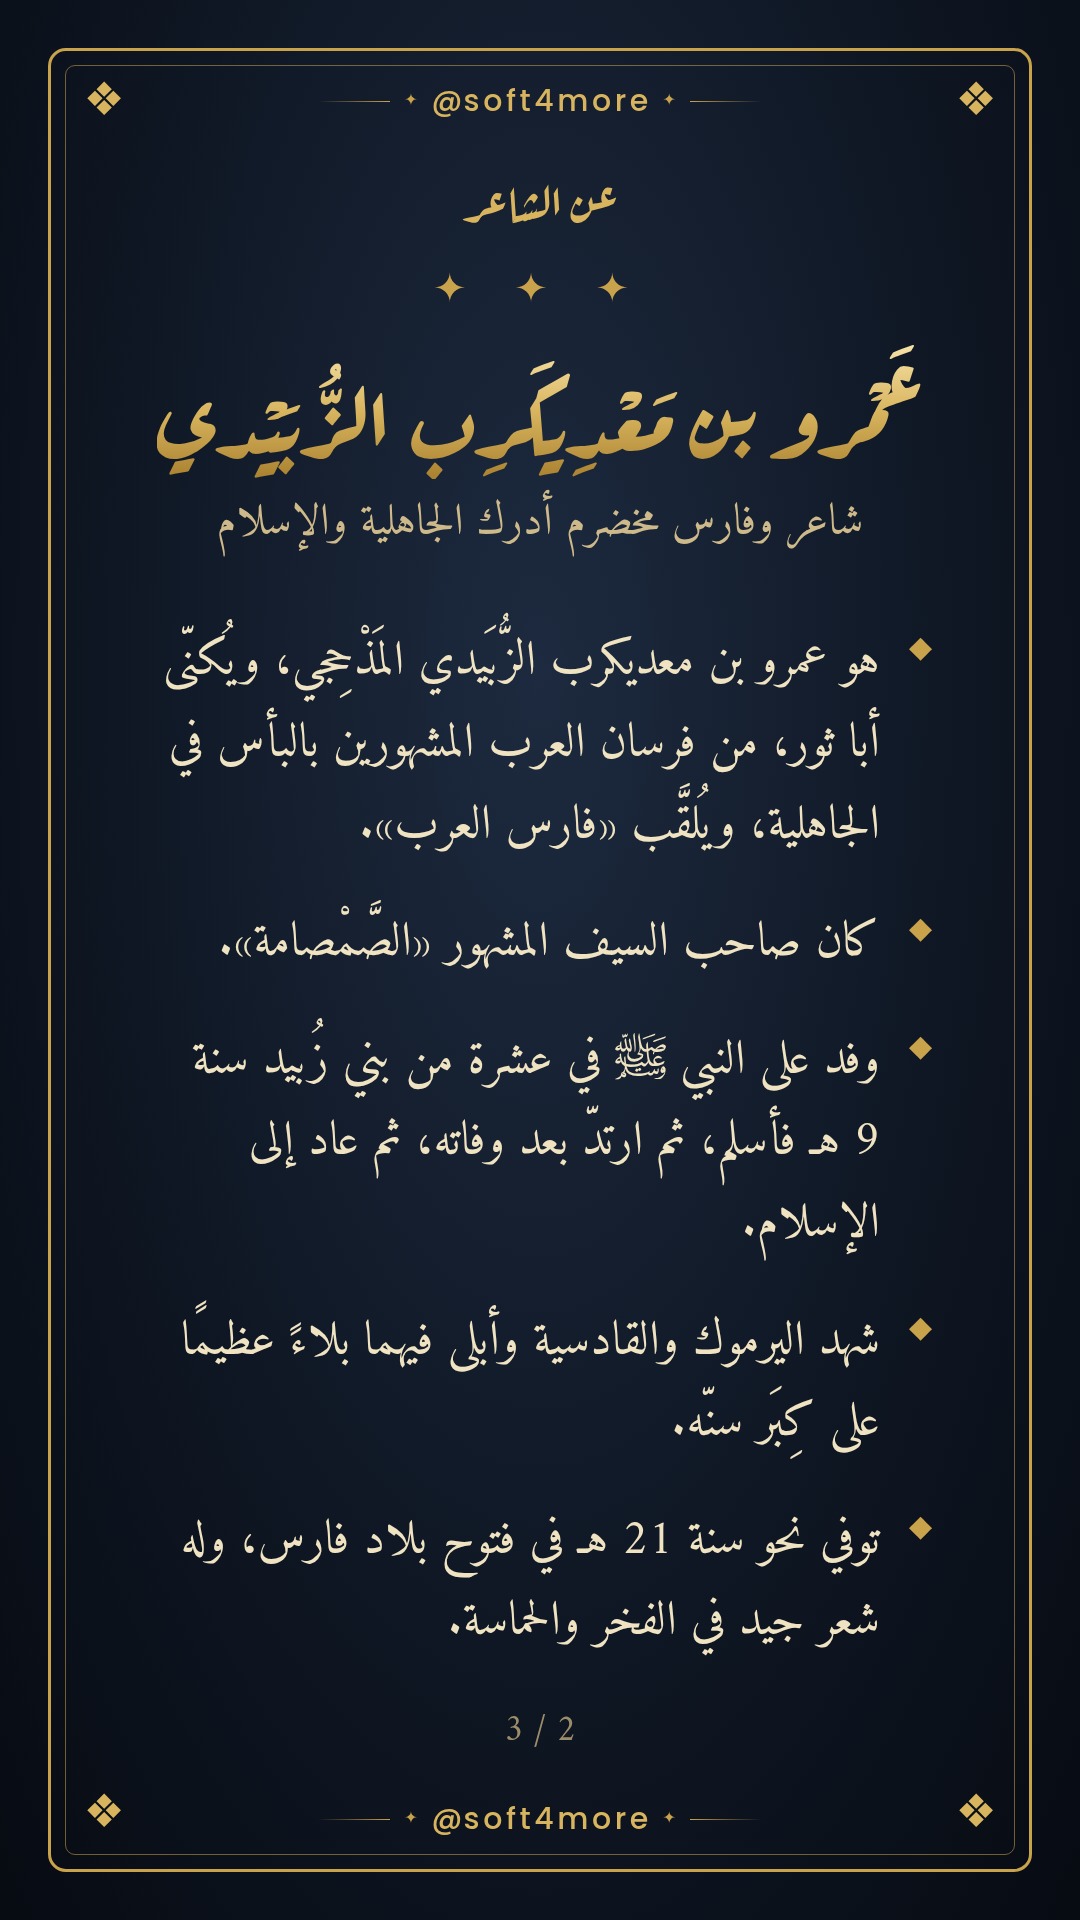 @soft4more
عن الشاعر
عَمْرو بن مَعْدِيكَرِب الزُّبَيْدي
شاعر وفارس مخضرم أدرك الجاهلية والإسلام
هو عمرو بن معديكرب الزُّبَيدي المَذْحِجي، ويُكنّى
أبا ثور، من فرسان العرب المشهورين بالبأس في
الجاهلية، ويُلقَّب «فارس العرب».
كان صاحب السيف المشهور «الصَّمْصامة».
وفد على النبي ﷺ في عشرة من بني زُبيد سنة
9 هـ فأسلم، ثم ارتدّ بعد وفاته، ثم عاد إلى
الإسلام.
شهد اليرموك والقادسية وأبلى فيهما بلاءً عظيمًا
على كِبَر سنّه.
توفي نحو سنة 21 هـ في فتوح بلاد فارس، وله
شعر جيد في الفخر والحماسة.
2 / 3
@soft4more